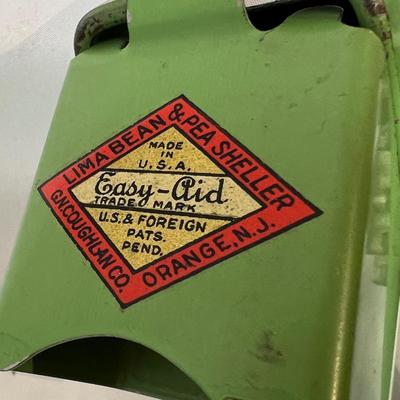 LIMA BEAN & PEA SHELLER
MADE
IN
U.S.A.
Easy-Aid
TRADE MARK
U.S. & FOREIGN
PATS.
PEND.
G.N. COUGHLAN CO.
ORANGE, N.J.